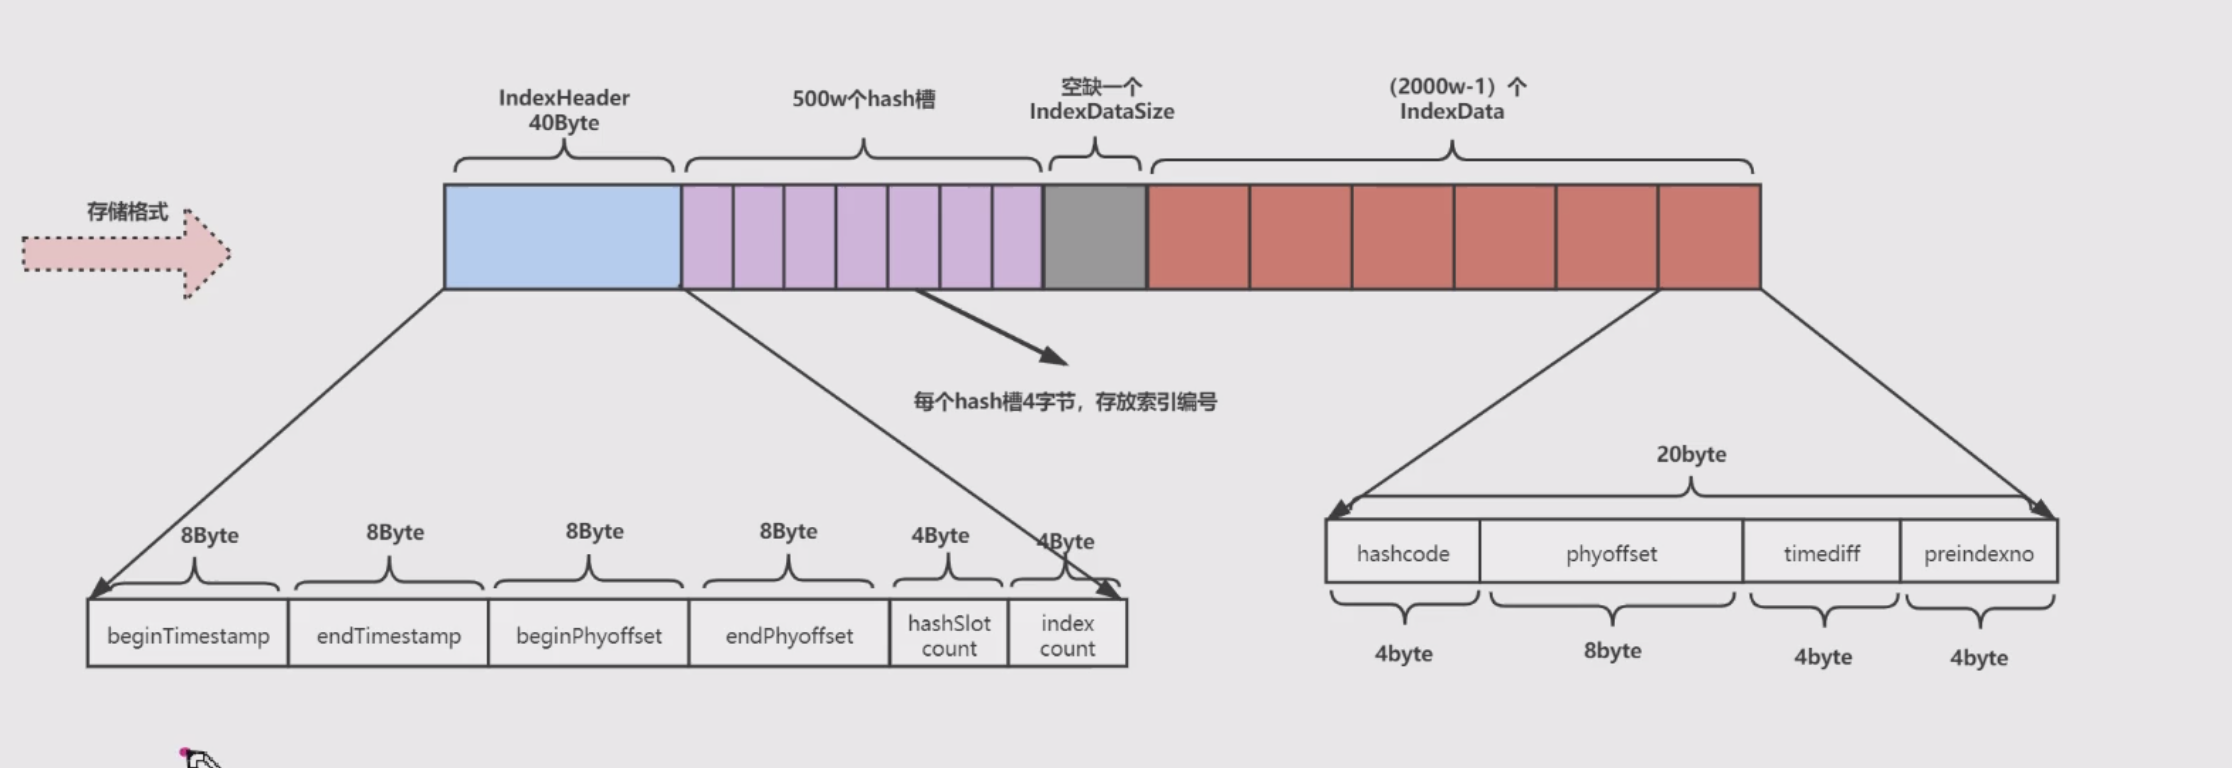 IndexHeader
40Byte
500w个hash槽
空缺一个
IndexDataSize
（2000w-1）个
IndexData
存储格式
每个hash槽4字节，存放索引编号
20byte
8Byte
8Byte
8Byte
8Byte
4Byte
4Byte
beginTimestamp
endTimestamp
beginPhyoffset
endPhyoffset
hashSlot
count
index
count
hashcode
phyoffset
timediff
preindexno
4byte
8byte
4byte
4byte